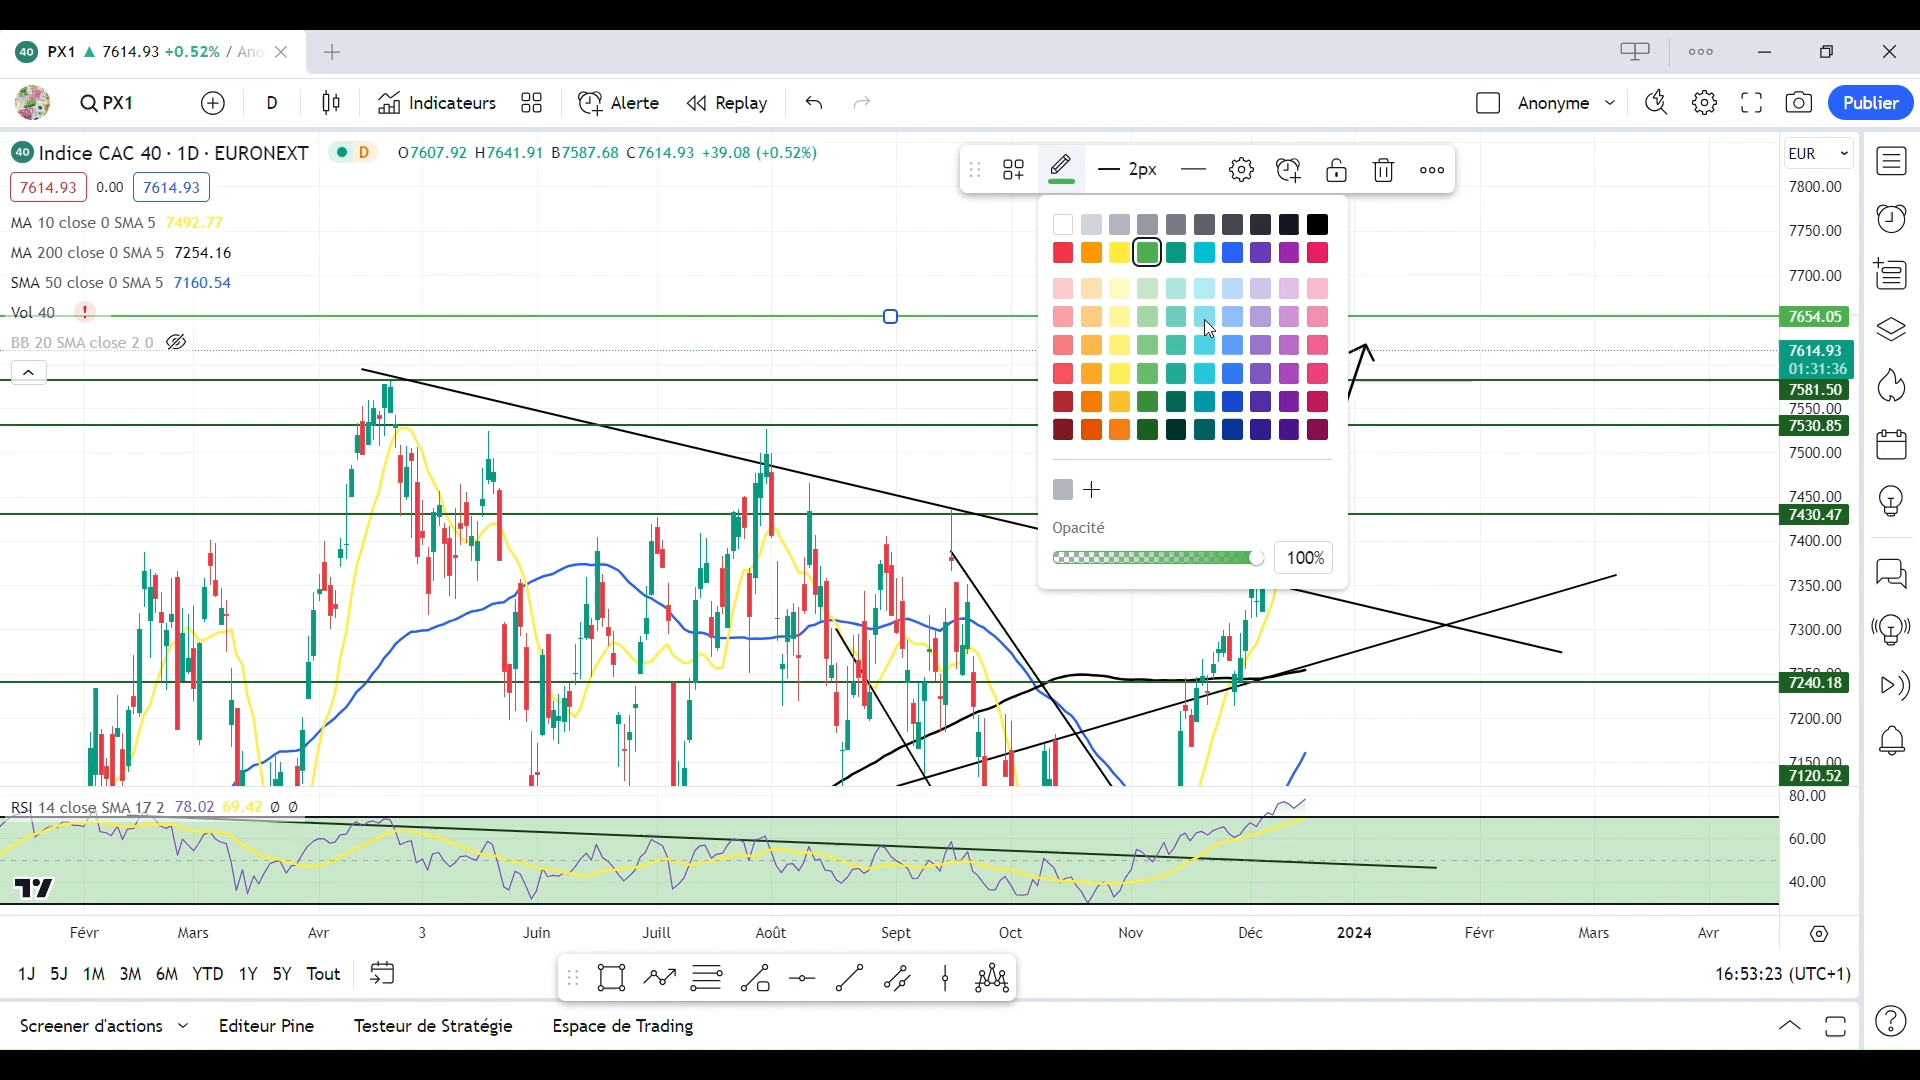 40 PX1 ▲ 7614.93 +0.52% / Ano
PX1 D Indicateurs Alerte Replay Anonyme Publier
40 Indice CAC 40 · 1D · EURONEXT D O7607.92 H7641.91 B7587.68 C7614.93 +39.08 (+0.52%)
7614.93 0.00 7614.93
MA 10 close 0 SMA 5 7492.77
MA 200 close 0 SMA 5 7254.16
SMA 50 close 0 SMA 5 7160.54
Vol 40 !
BB 20 SMA close 2 0
2px
Opacité
100%
EUR
7800.00
7750.00
7700.00
7654.05
7614.93
01:31:36
7581.50
7550.00
7530.85
7500.00
7450.00
7430.47
7400.00
7350.00
7300.00
7250.00
7240.18
7200.00
7150.00
7120.52
RSI 14 close SMA 17 2 78.02 69.42 Ø Ø
80.00
60.00
40.00
Févr Mars Avr 3 Juin Juill Août Sept Oct Nov Déc 2024 Févr Mars Avr
1J 5J 1M 3M 6M YTD 1Y 5Y Tout 16:53:23 (UTC+1)
Screener d'actions Editeur Pine Testeur de Stratégie Espace de Trading